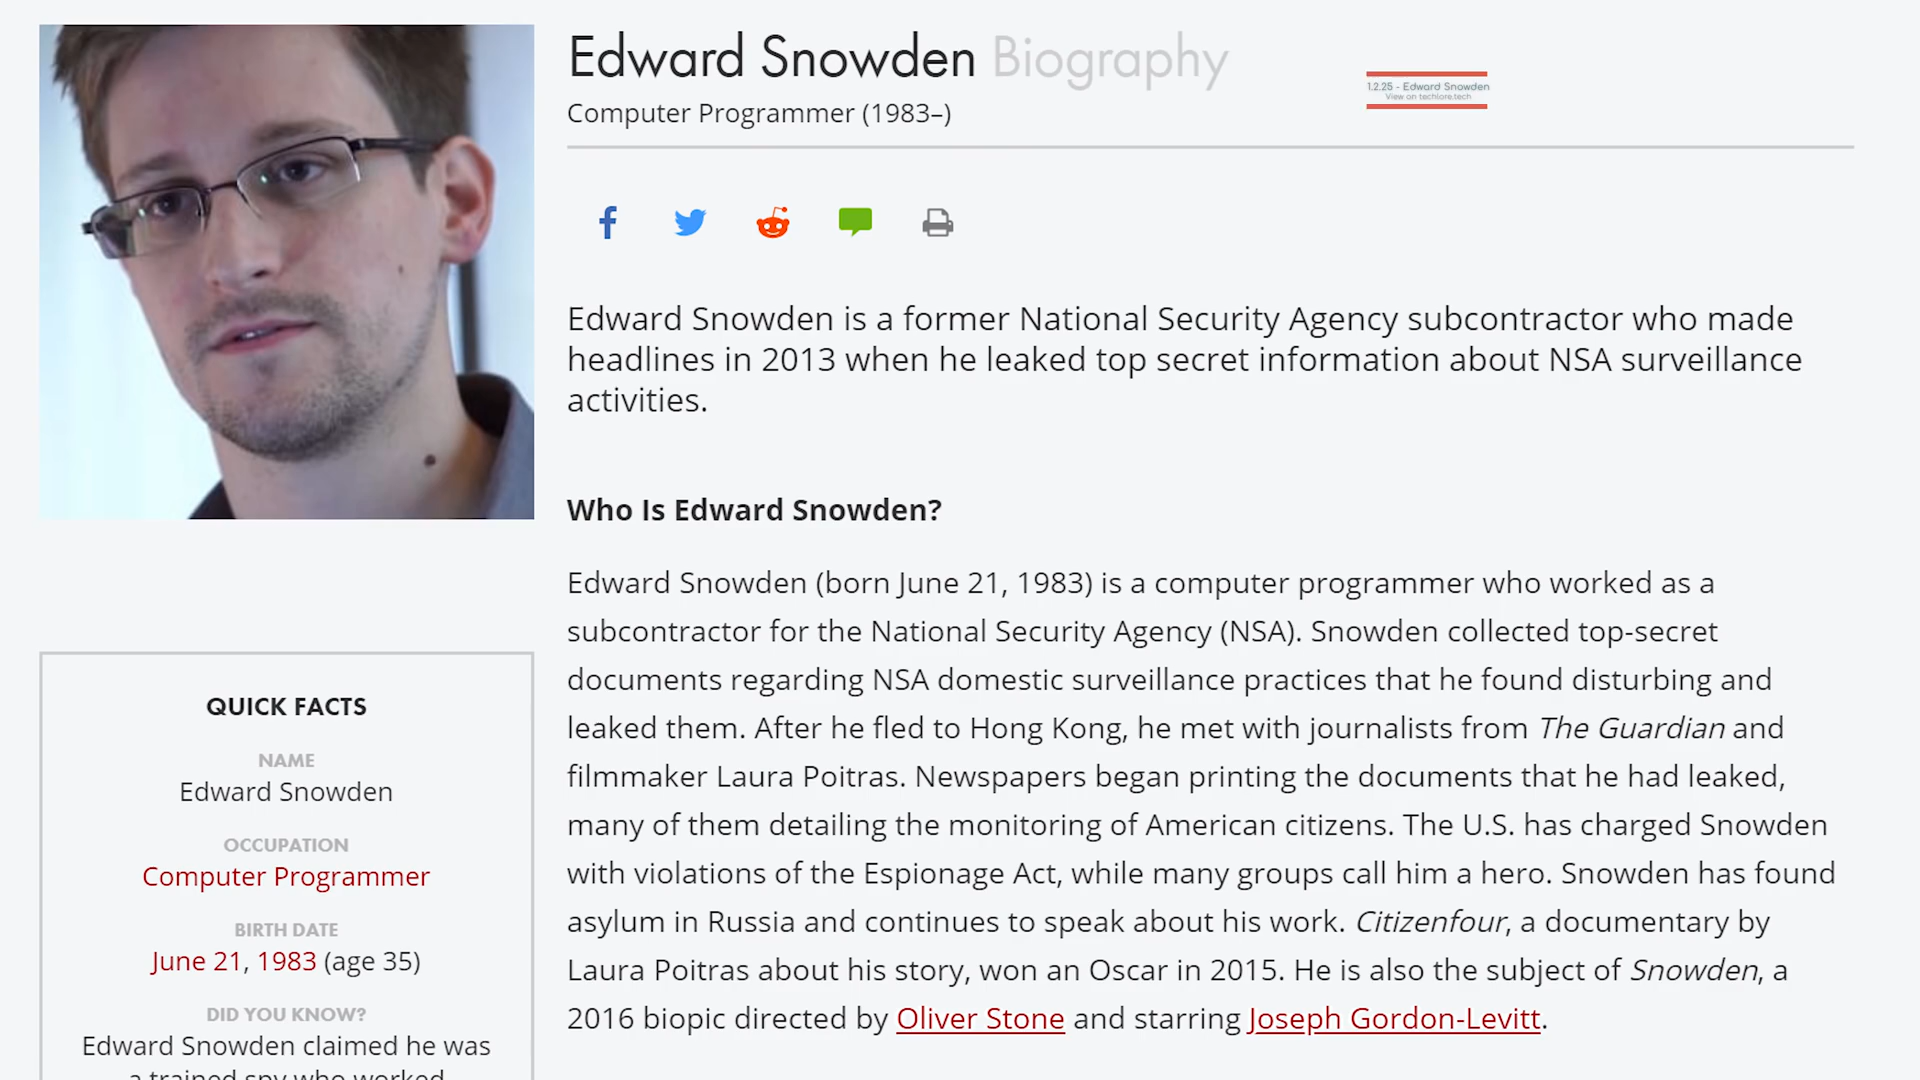 Edward Snowden Biography
Computer Programmer (1983–)
1.2.25 - Edward Snowden
View on techlore.tech
Edward Snowden is a former National Security Agency subcontractor who made
headlines in 2013 when he leaked top secret information about NSA surveillance
activities.
Who Is Edward Snowden?
Edward Snowden (born June 21, 1983) is a computer programmer who worked as a
subcontractor for the National Security Agency (NSA). Snowden collected top-secret
documents regarding NSA domestic surveillance practices that he found disturbing and
leaked them. After he fled to Hong Kong, he met with journalists from The Guardian and
filmmaker Laura Poitras. Newspapers began printing the documents that he had leaked,
many of them detailing the monitoring of American citizens. The U.S. has charged Snowden
with violations of the Espionage Act, while many groups call him a hero. Snowden has found
asylum in Russia and continues to speak about his work. Citizenfour, a documentary by
Laura Poitras about his story, won an Oscar in 2015. He is also the subject of Snowden, a
2016 biopic directed by Oliver Stone and starring Joseph Gordon-Levitt.
QUICK FACTS
NAME
Edward Snowden
OCCUPATION
Computer Programmer
BIRTH DATE
June 21, 1983 (age 35)
DID YOU KNOW?
Edward Snowden claimed he was
a trained spy who worked